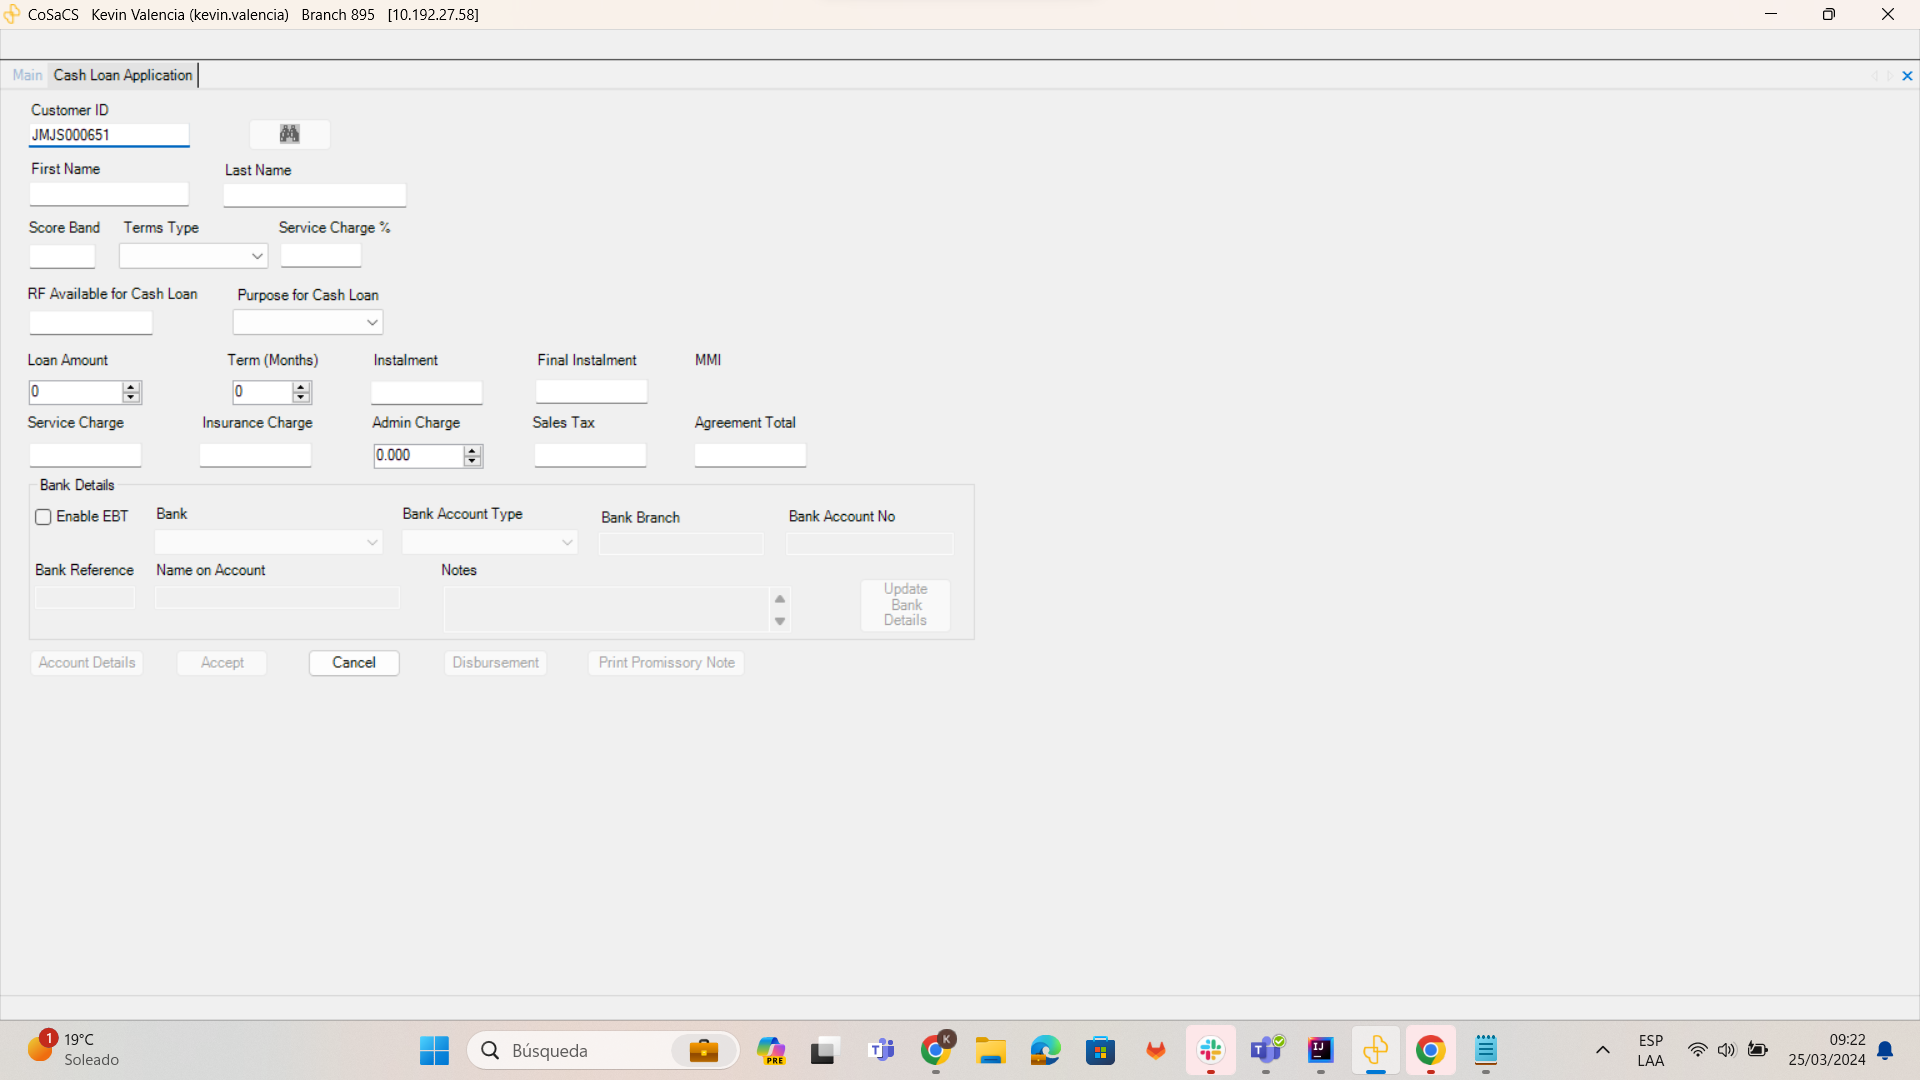 CoSaCS Kevin Valencia (kevin.valencia) Branch 895 [10.192.27.58]
Main Cash Loan Application
Customer ID
JMJS000651
First Name Last Name
Score Band Terms Type Service Charge %
RF Available for Cash Loan Purpose for Cash Loan
Loan Amount Term (Months) Instalment Final Instalment MMI
0 0
Service Charge Insurance Charge Admin Charge Sales Tax Agreement Total
0.000
Bank Details
Enable EBT Bank Bank Account Type Bank Branch Bank Account No
Bank Reference Name on Account Notes
Update
Bank
Details
Account Details Accept Cancel Disbursement Print Promissory Note
1
19°C
Soleado
Búsqueda
PRE
K
IJ
ESP
LAA
09:22
25/03/2024